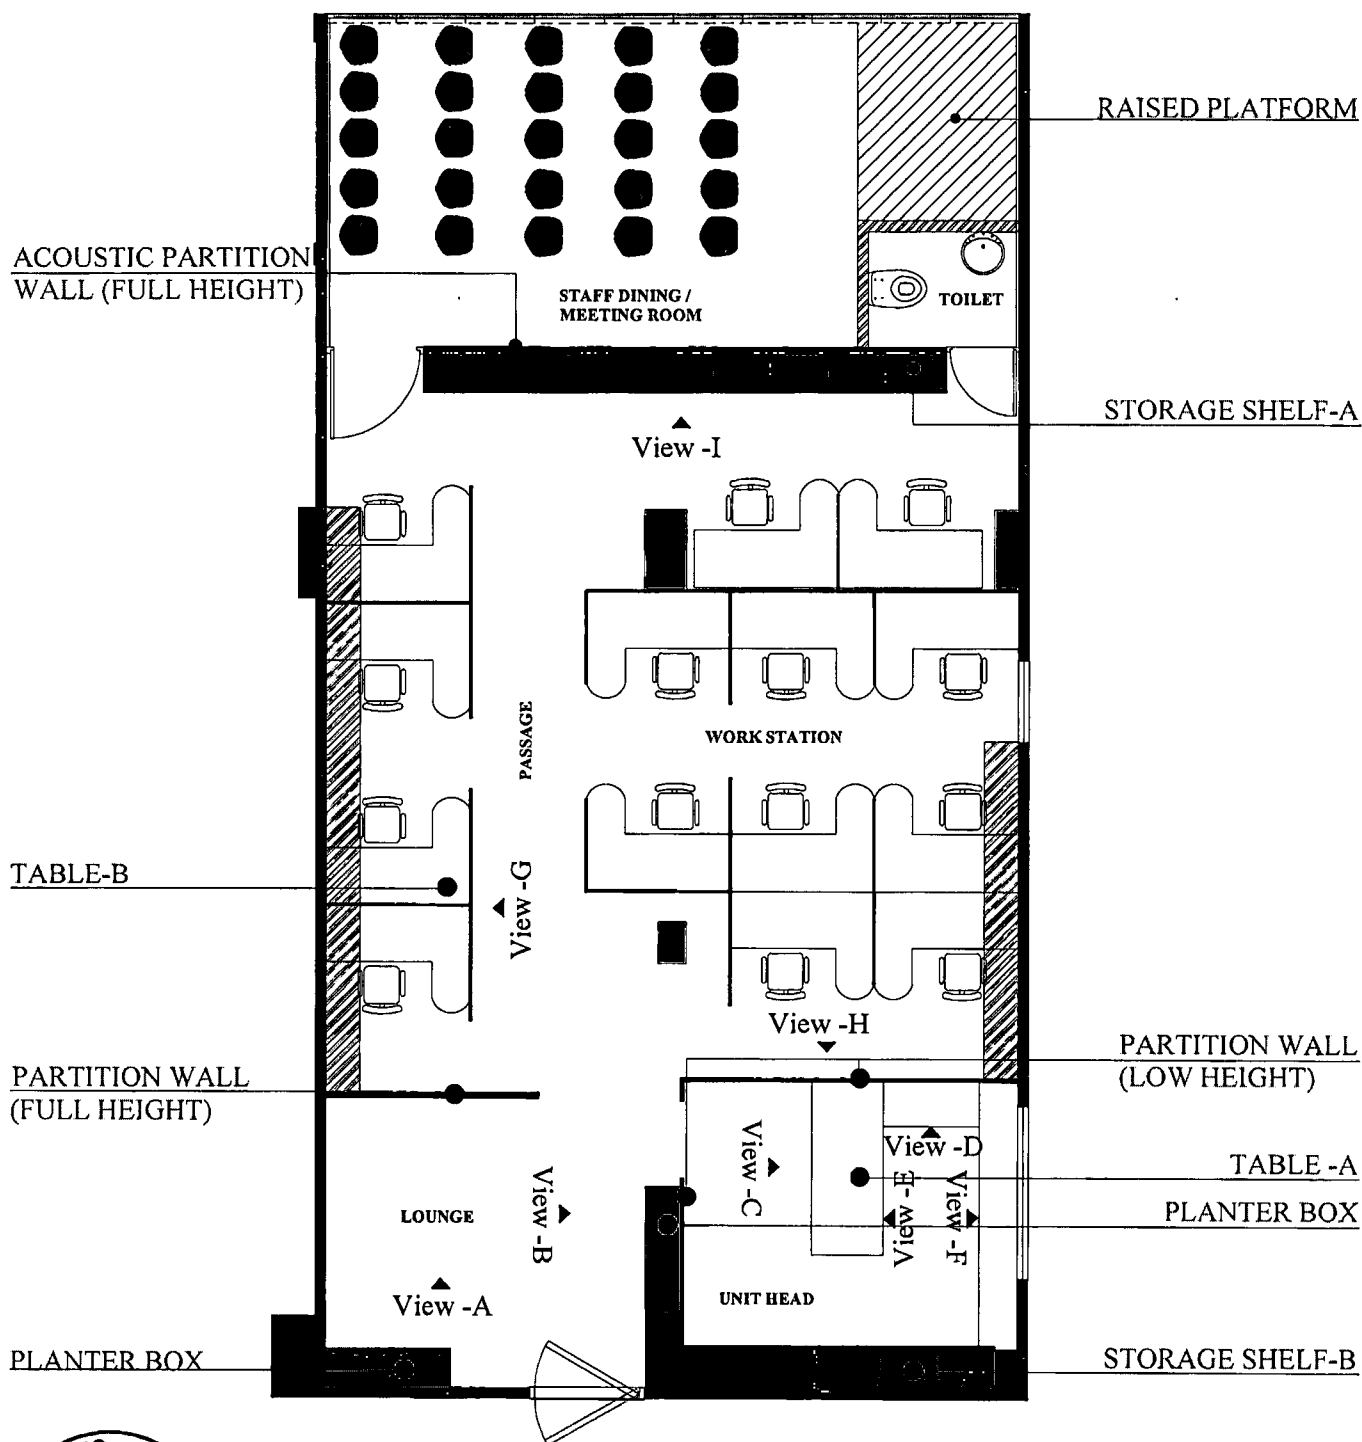 RAISED PLATFORM
ACOUSTIC PARTITION
WALL (FULL HEIGHT)
STAFF DINING /
MEETING ROOM
TOILET
STORAGE SHELF-A
View -I
PASSAGE
WORK STATION
TABLE-B
View -G
View -H
PARTITION WALL
(LOW HEIGHT)
PARTITION WALL
(FULL HEIGHT)
View -C
View -D
TABLE -A
View -B
View -E
View -F
LOUNGE
PLANTER BOX
View -A
UNIT HEAD
PLANTER BOX
STORAGE SHELF-B